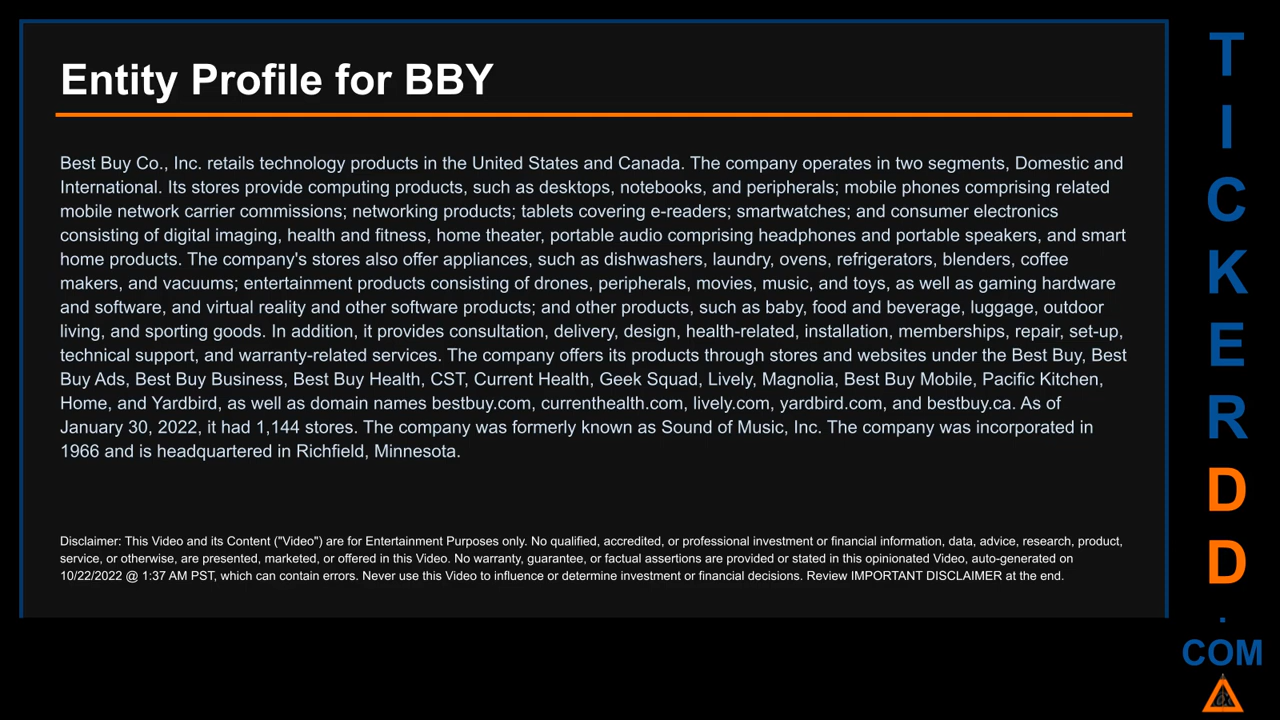 Entity Profile for BBY
Best Buy Co., Inc. retails technology products in the United States and Canada. The company operates in two segments, Domestic and
International. Its stores provide computing products, such as desktops, notebooks, and peripherals; mobile phones comprising related
mobile network carrier commissions; networking products; tablets covering e-readers; smartwatches; and consumer electronics
consisting of digital imaging, health and fitness, home theater, portable audio comprising headphones and portable speakers, and smart
home products. The company's stores also offer appliances, such as dishwashers, laundry, ovens, refrigerators, blenders, coffee
makers, and vacuums; entertainment products consisting of drones, peripherals, movies, music, and toys, as well as gaming hardware
and software, and virtual reality and other software products; and other products, such as baby, food and beverage, luggage, outdoor
living, and sporting goods. In addition, it provides consultation, delivery, design, health-related, installation, memberships, repair, set-up,
technical support, and warranty-related services. The company offers its products through stores and websites under the Best Buy, Best
Buy Ads, Best Buy Business, Best Buy Health, CST, Current Health, Geek Squad, Lively, Magnolia, Best Buy Mobile, Pacific Kitchen,
Home, and Yardbird, as well as domain names bestbuy.com, currenthealth.com, lively.com, yardbird.com, and bestbuy.ca. As of
January 30, 2022, it had 1,144 stores. The company was formerly known as Sound of Music, Inc. The company was incorporated in
1966 and is headquartered in Richfield, Minnesota.
Disclaimer: This Video and its Content ("Video") are for Entertainment Purposes only. No qualified, accredited, or professional investment or financial information, data, advice, research, product,
service, or otherwise, are presented, marketed, or offered in this Video. No warranty, guarantee, or factual assertions are provided or stated in this opinionated Video, auto-generated on
10/22/2022 @ 1:37 AM PST, which can contain errors. Never use this Video to influence or determine investment or financial decisions. Review IMPORTANT DISCLAIMER at the end.
T
I
C
K
E
R
D
D
.
COM